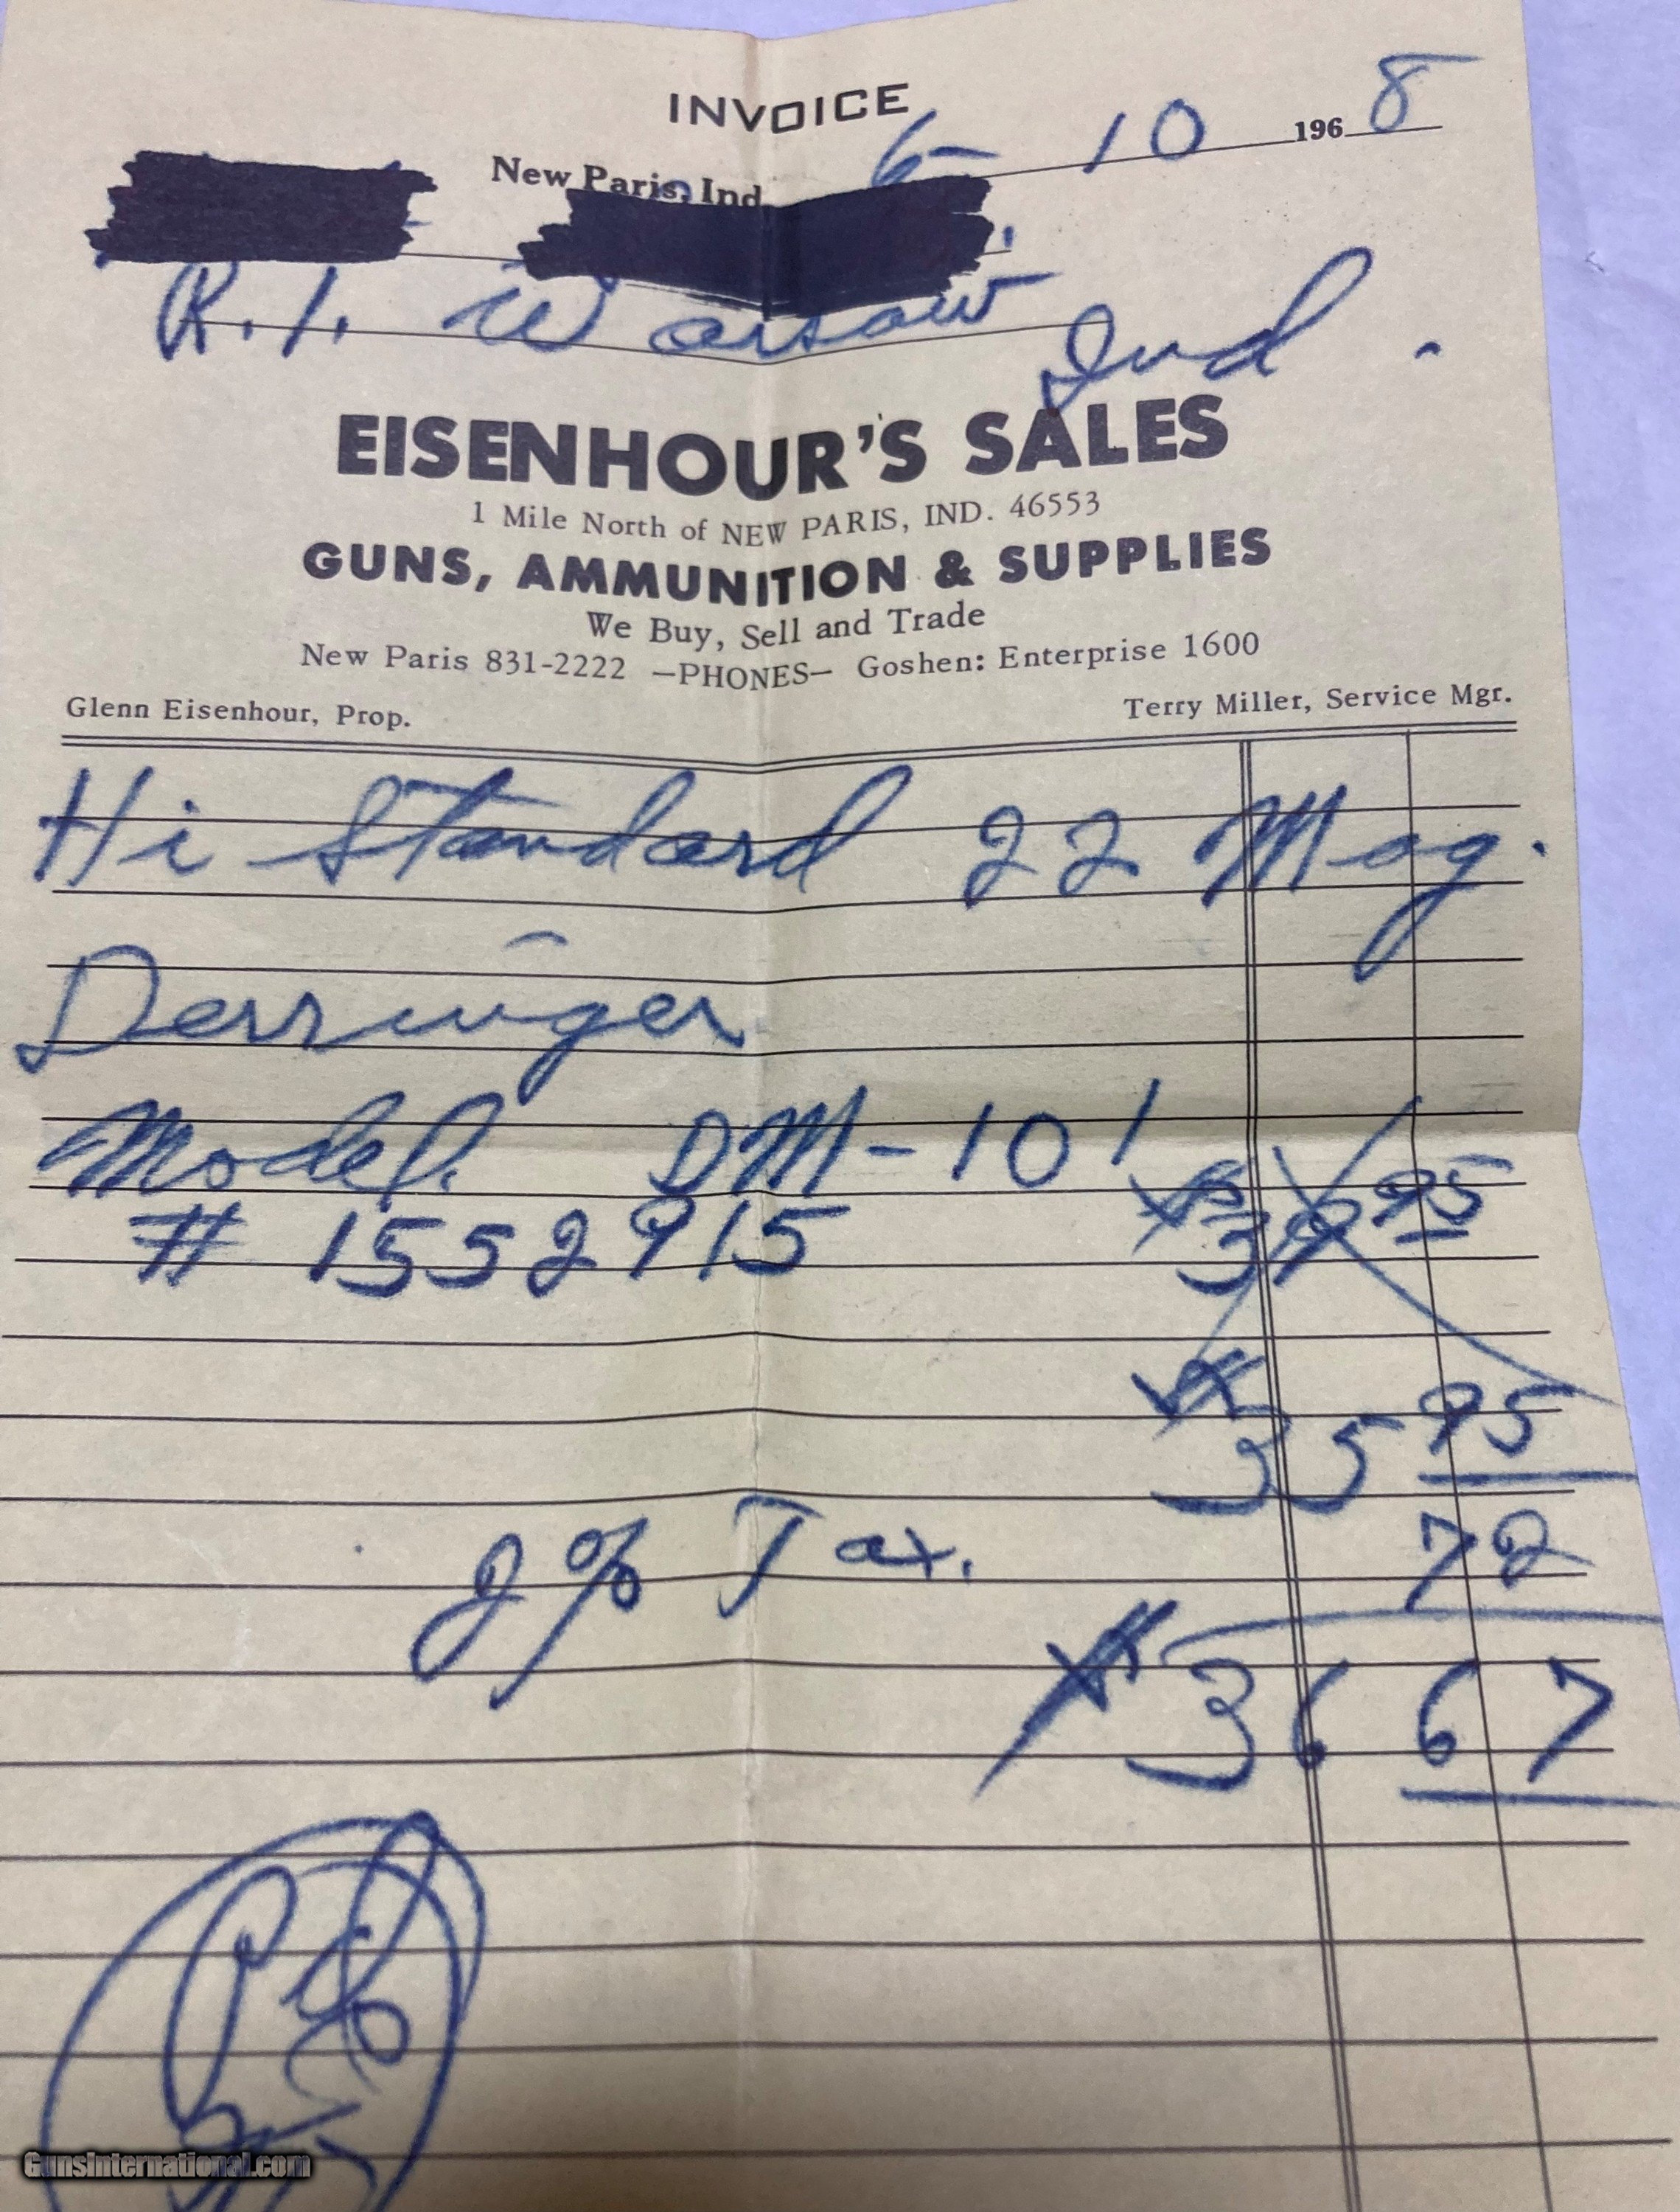 INVOICE
New Paris, Ind. 6-10 1968
R. 1. Warsaw Ind.
EISENHOUR'S SALES
1 Mile North of NEW PARIS, IND. 46553
GUNS, AMMUNITION & SUPPLIES
We Buy, Sell and Trade
New Paris 831-2222 —PHONES— Goshen: Enterprise 1600
Glenn Eisenhour, Prop. Terry Miller, Service Mgr.
Hi Standard 22 Mag.
Derringer
Model. DM-101
# 1552915 $39 95
$35 95
2% Tax. 72
$36 67
GunsInternational.com